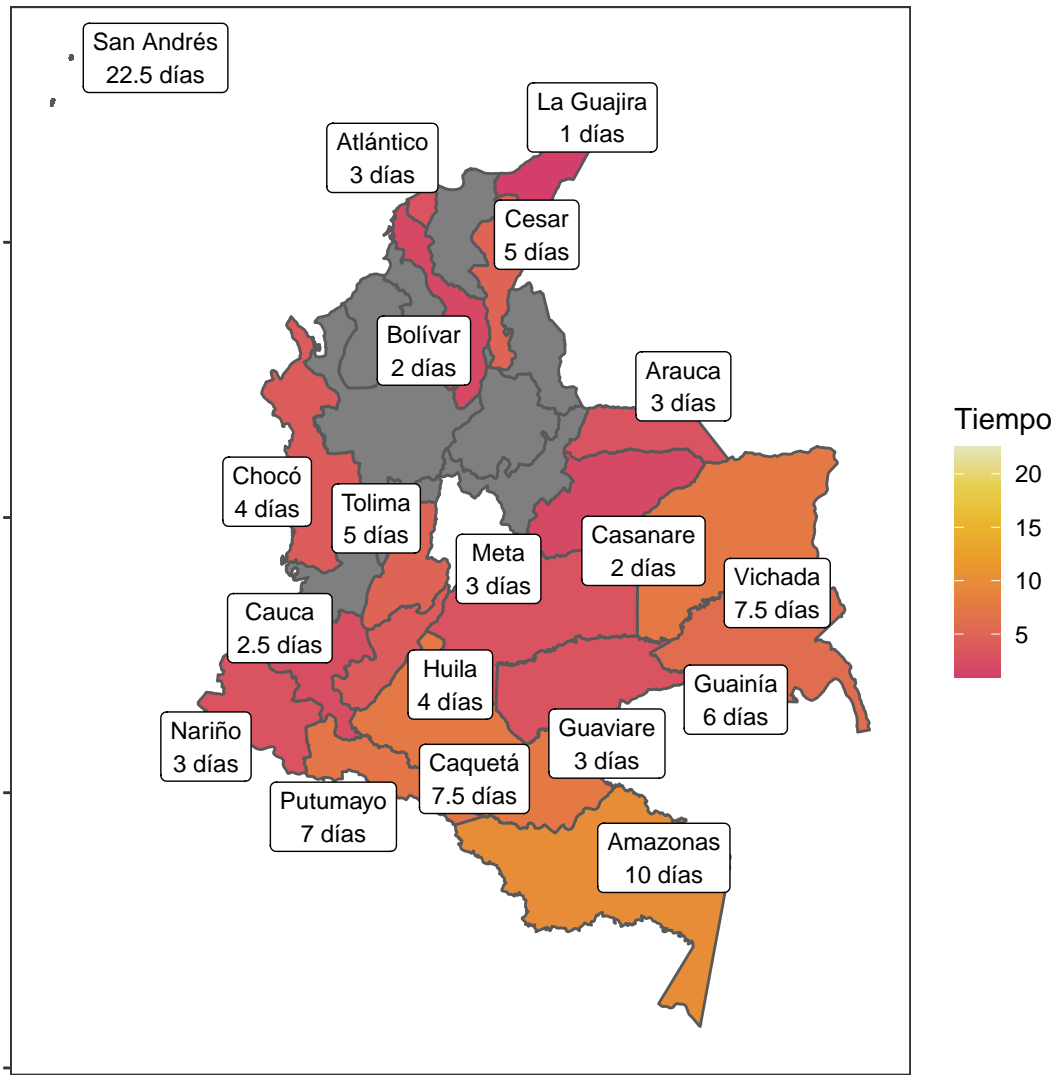 San Andrés
22.5 días
La Guajira
1 días
Atlántico
3 días
Cesar
5 días
Bolívar
2 días
Arauca
3 días
Chocó
4 días
Tolima
5 días
Meta
3 días
Casanare
2 días
Vichada
7.5 días
Cauca
2.5 días
Huila
4 días
Guainía
6 días
Nariño
3 días
Guaviare
3 días
Caquetá
7.5 días
Putumayo
7 días
Amazonas
10 días
Tiempo
20
15
10
5